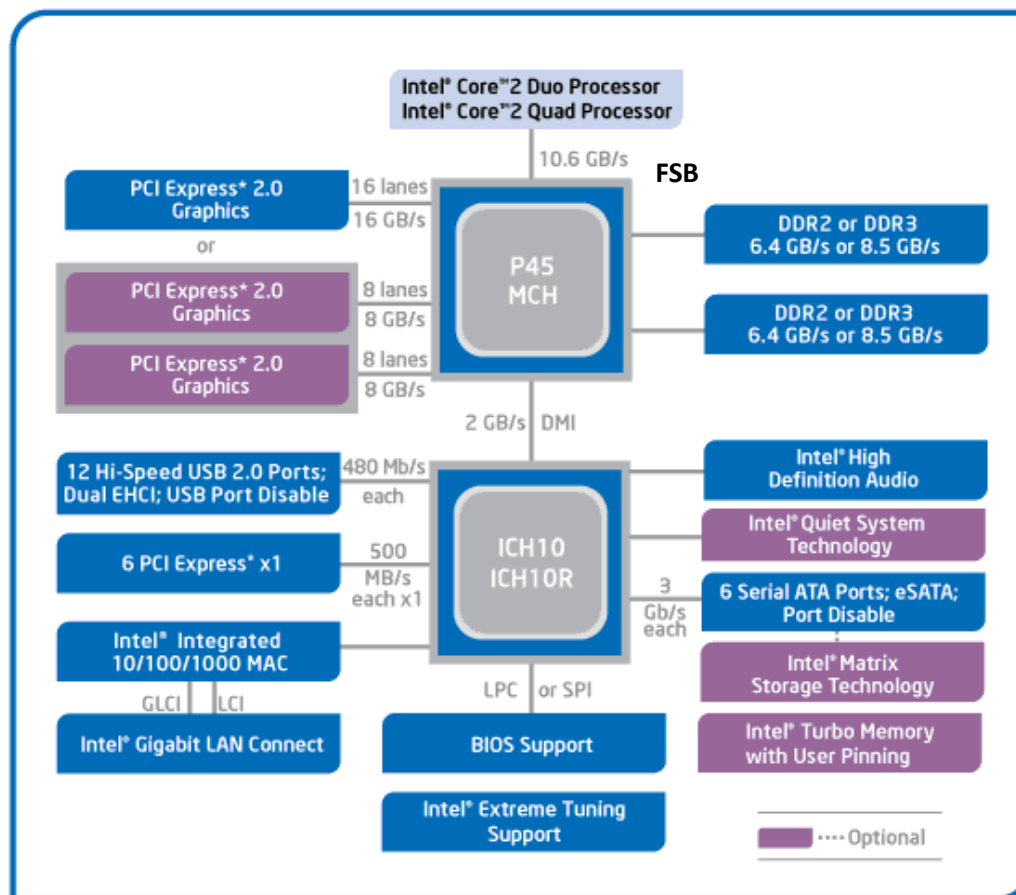 Intel® Core™2 Duo Processor
Intel® Core™2 Quad Processor
10.6 GB/s
FSB
PCI Express* 2.0
Graphics
16 lanes
16 GB/s
or
PCI Express* 2.0
Graphics
8 lanes
8 GB/s
PCI Express* 2.0
Graphics
8 lanes
8 GB/s
P45
MCH
DDR2 or DDR3
6.4 GB/s or 8.5 GB/s
DDR2 or DDR3
6.4 GB/s or 8.5 GB/s
2 GB/s
DMI
12 Hi-Speed USB 2.0 Ports;
Dual EHCI; USB Port Disable
480 Mb/s
each
6 PCI Express* x1
500
MB/s
each x1
Intel® Integrated
10/100/1000 MAC
GLCI
LCI
Intel® Gigabit LAN Connect
ICH10
ICH10R
Intel® High
Definition Audio
Intel® Quiet System
Technology
3
Gb/s
each
6 Serial ATA Ports; eSATA;
Port Disable
Intel® Matrix
Storage Technology
Intel® Turbo Memory
with User Pinning
LPC
or SPI
BIOS Support
Intel® Extreme Tuning
Support
Optional